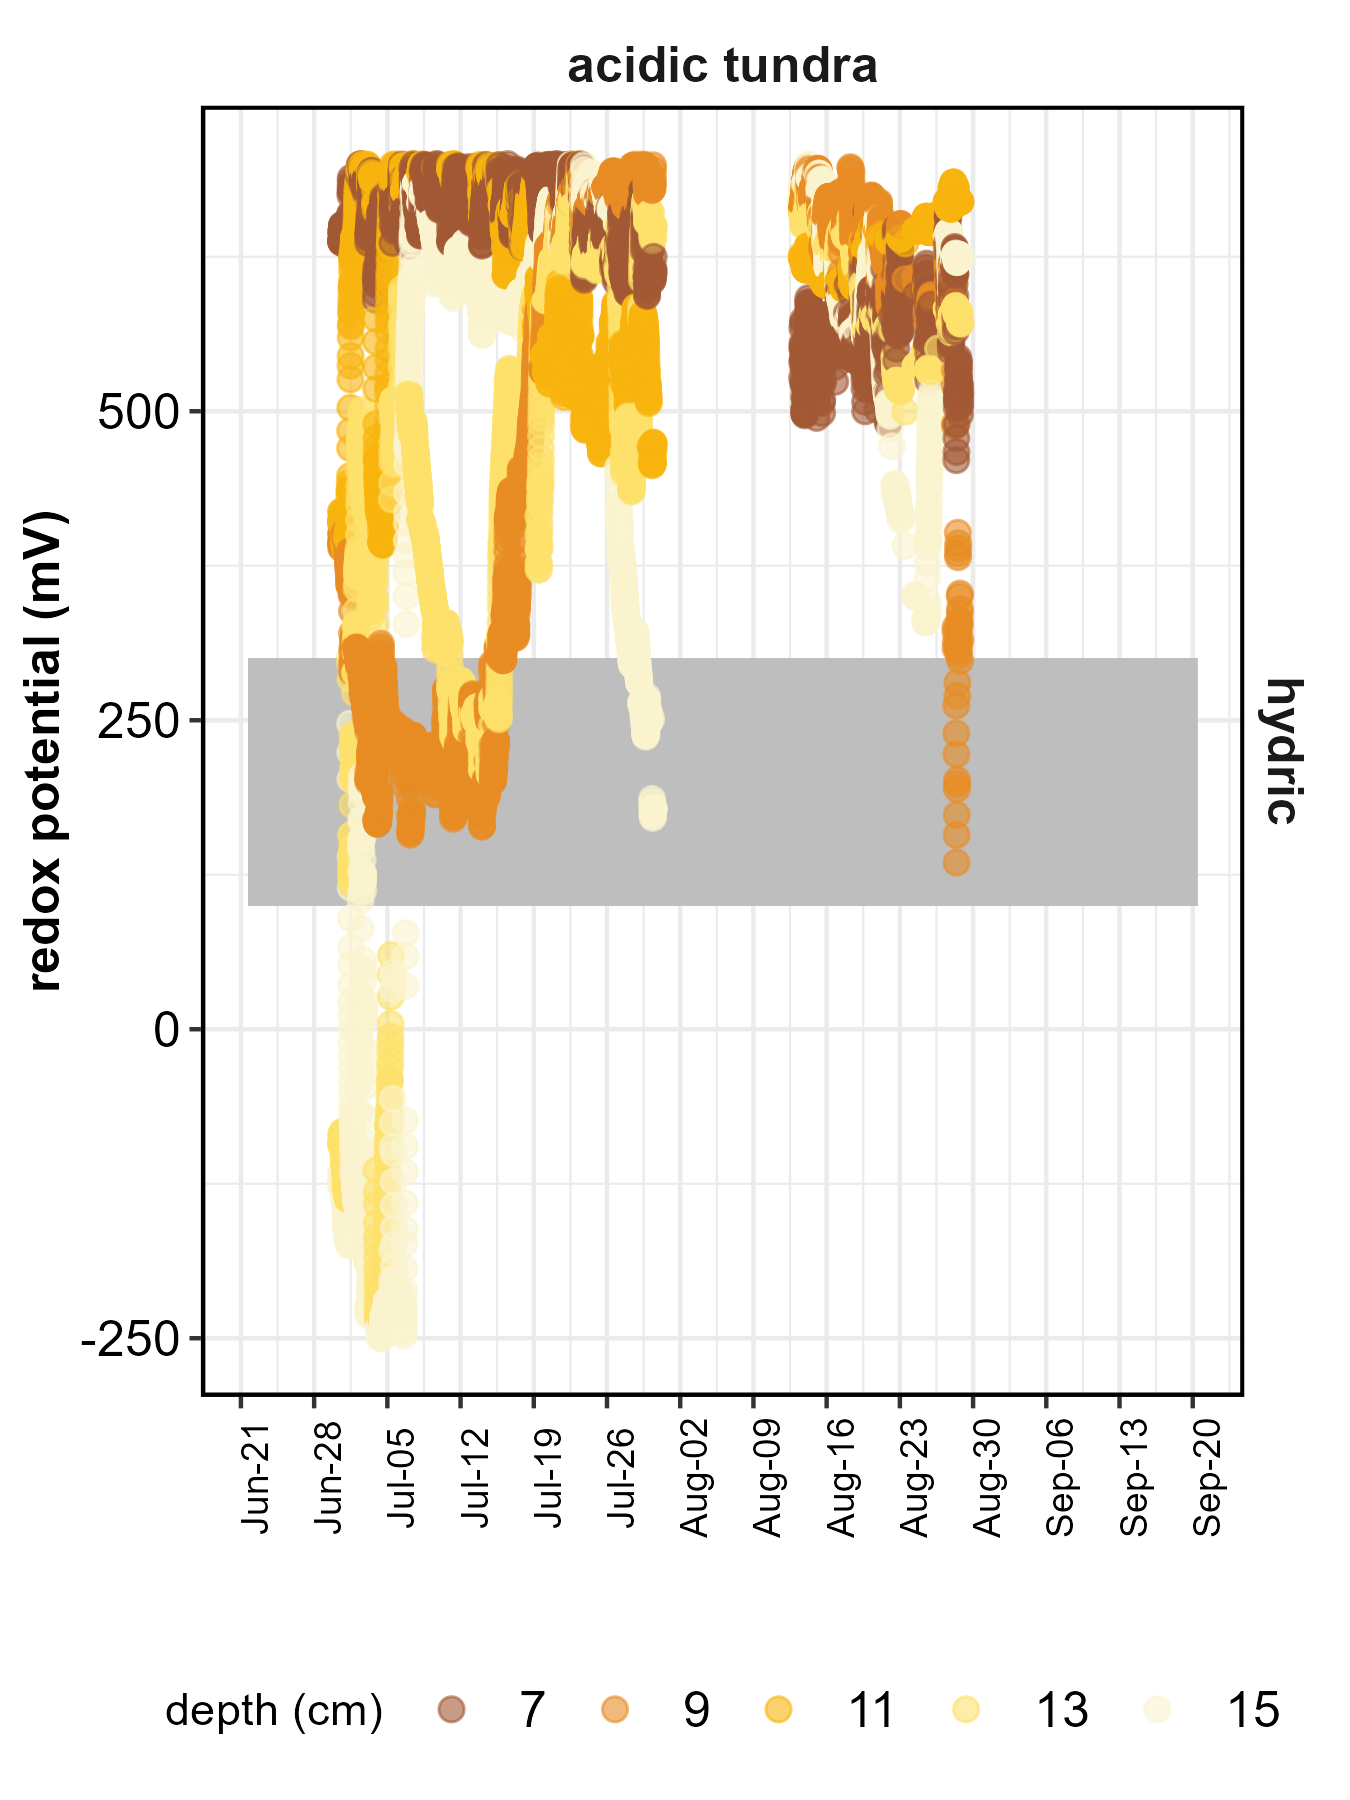 acidic tundra
redox potential (mV)
500
250
0
-250
hydric
Jun-21
Jun-28
Jul-05
Jul-12
Jul-19
Jul-26
Aug-02
Aug-09
Aug-16
Aug-23
Aug-30
Sep-06
Sep-13
Sep-20
depth (cm) 7 9 11 13 15